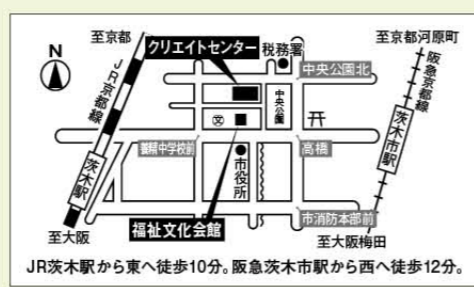 至京都
クリエイトセンター
税務署
至京都河原町
N
中央公園北
JR京都線
阪急京都線
中央公園
文
茨木駅
養精中学校前
高橋
茨木市駅
市役所
福祉文化会館
市消防本部前
至大阪
至大阪梅田
JR茨木駅から東へ徒歩10分。阪急茨木市駅から西へ徒歩12分。